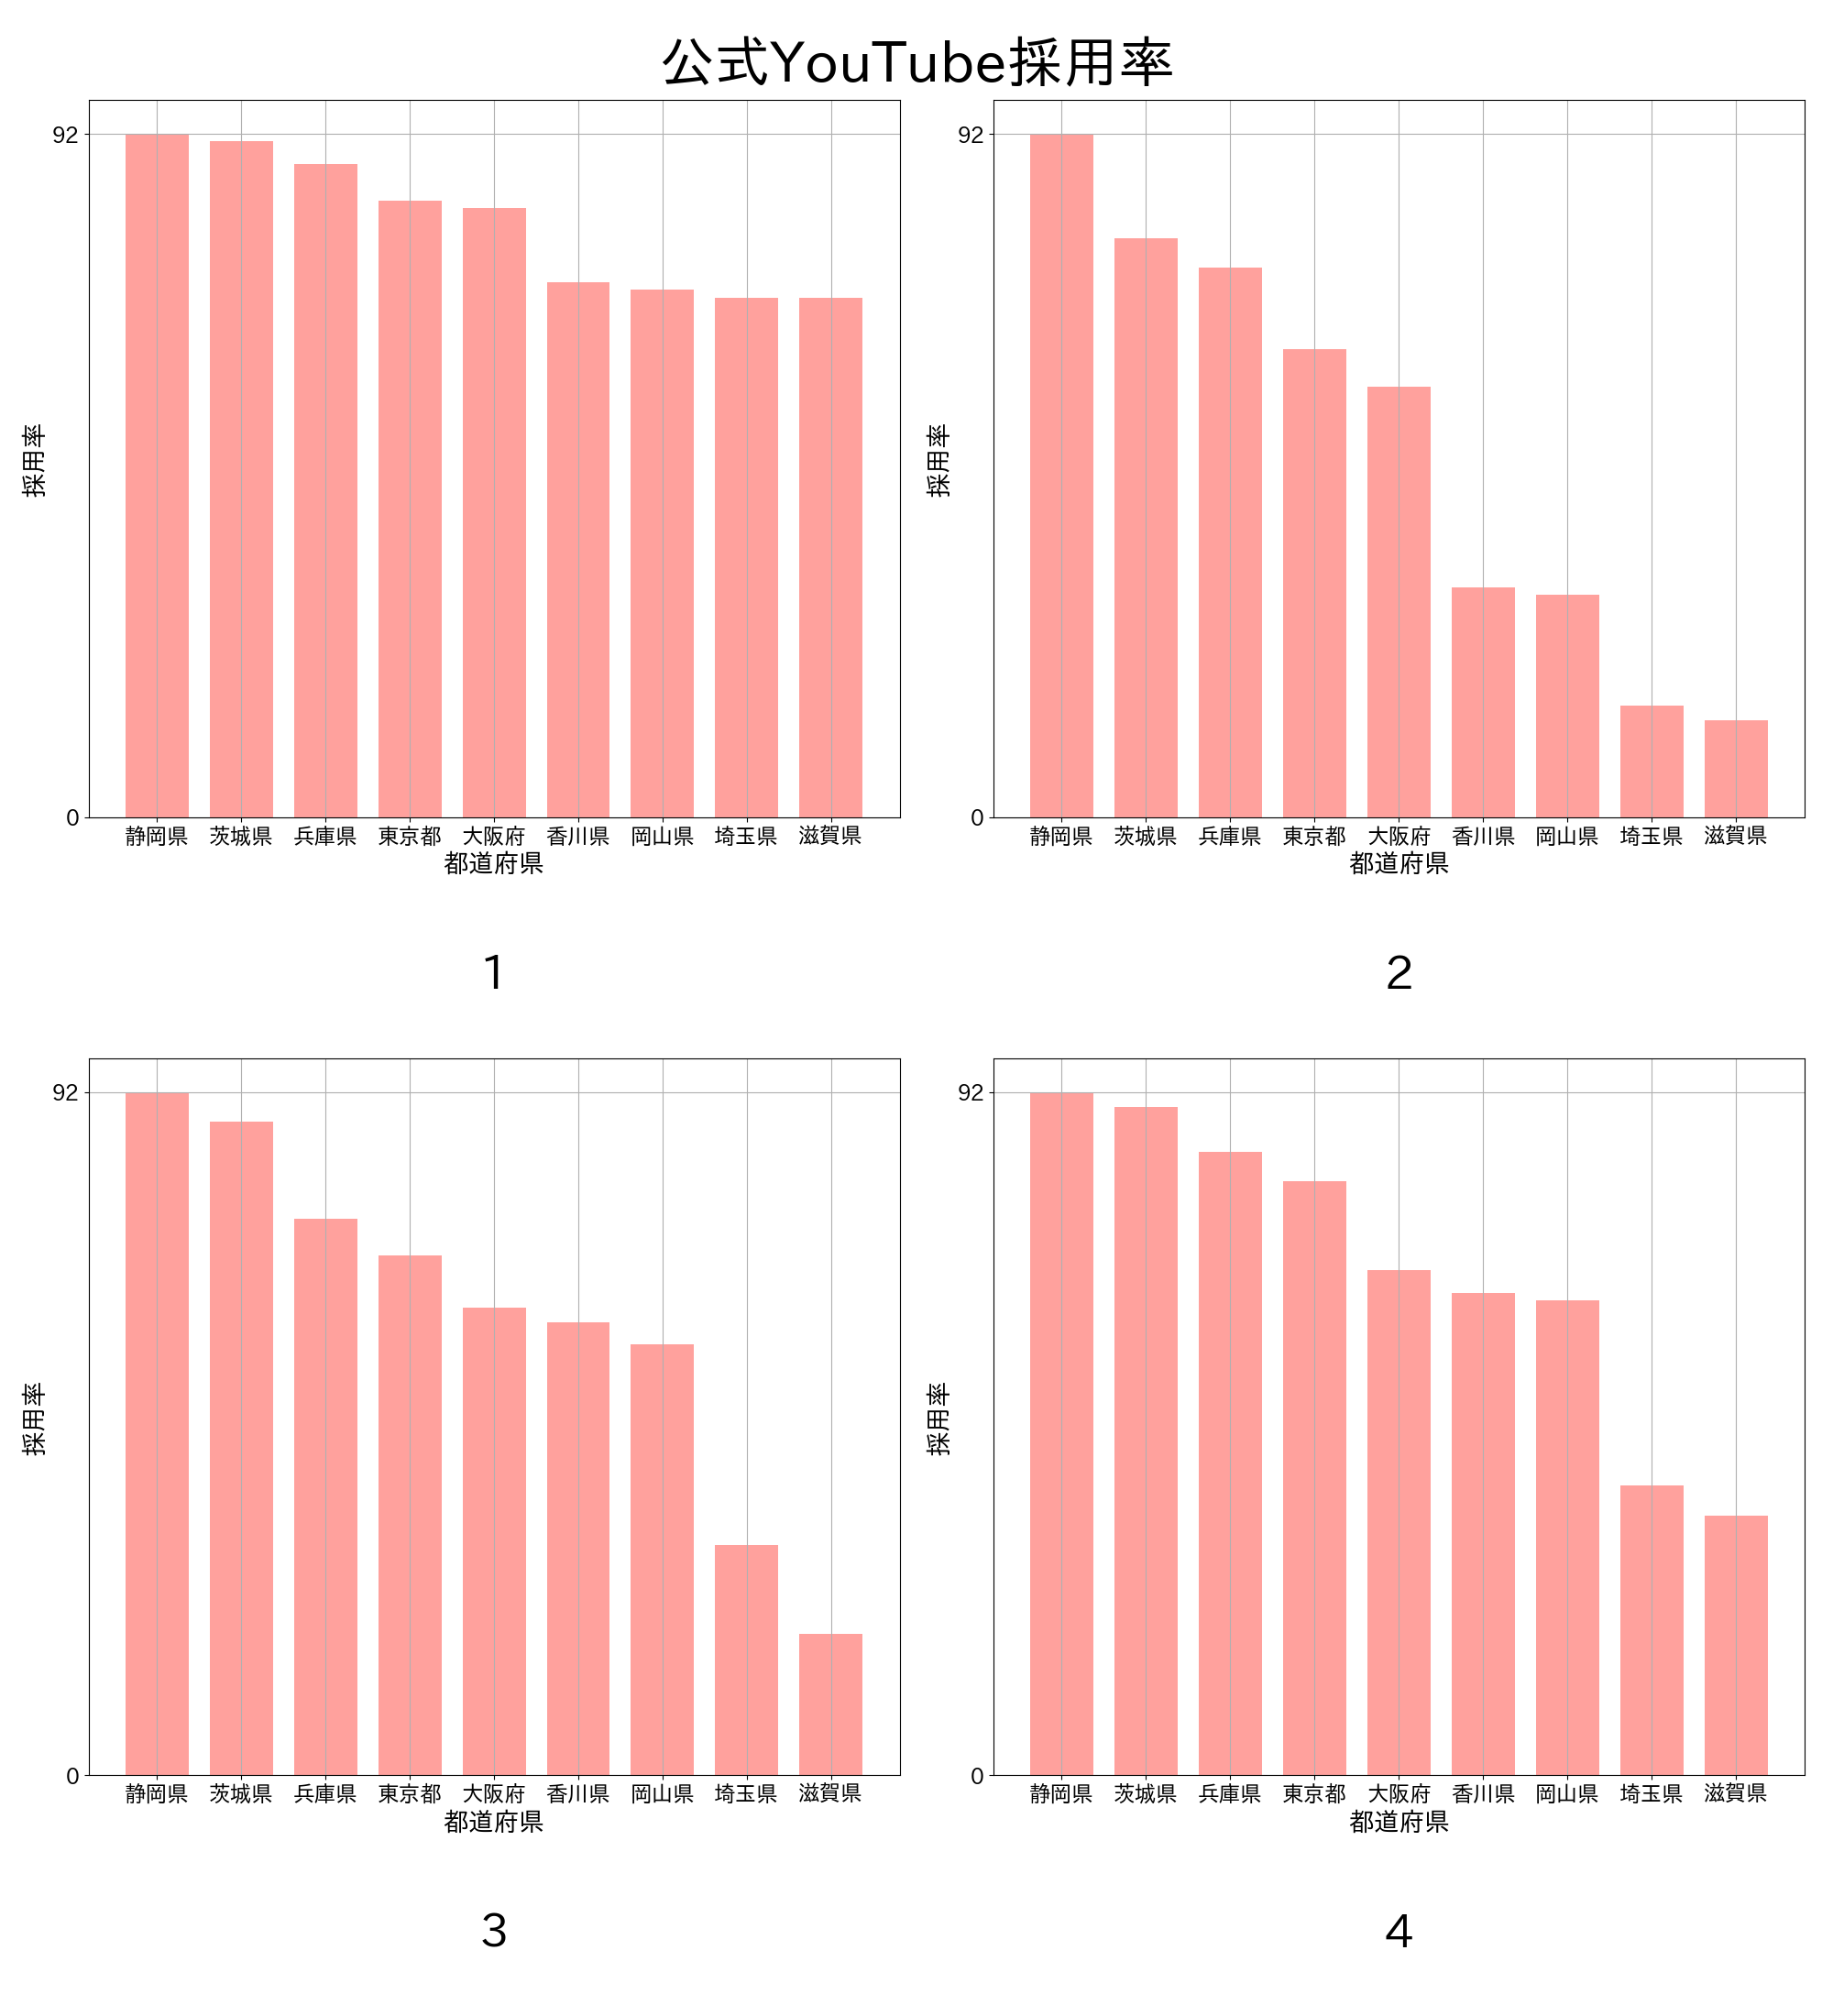 公式YouTube採用率
92
0
採用率
静岡県 茨城県 兵庫県 東京都 大阪府 香川県 岡山県 埼玉県 滋賀県
都道府県
1
92
0
採用率
静岡県 茨城県 兵庫県 東京都 大阪府 香川県 岡山県 埼玉県 滋賀県
都道府県
2
92
0
採用率
静岡県 茨城県 兵庫県 東京都 大阪府 香川県 岡山県 埼玉県 滋賀県
都道府県
3
92
0
採用率
静岡県 茨城県 兵庫県 東京都 大阪府 香川県 岡山県 埼玉県 滋賀県
都道府県
4